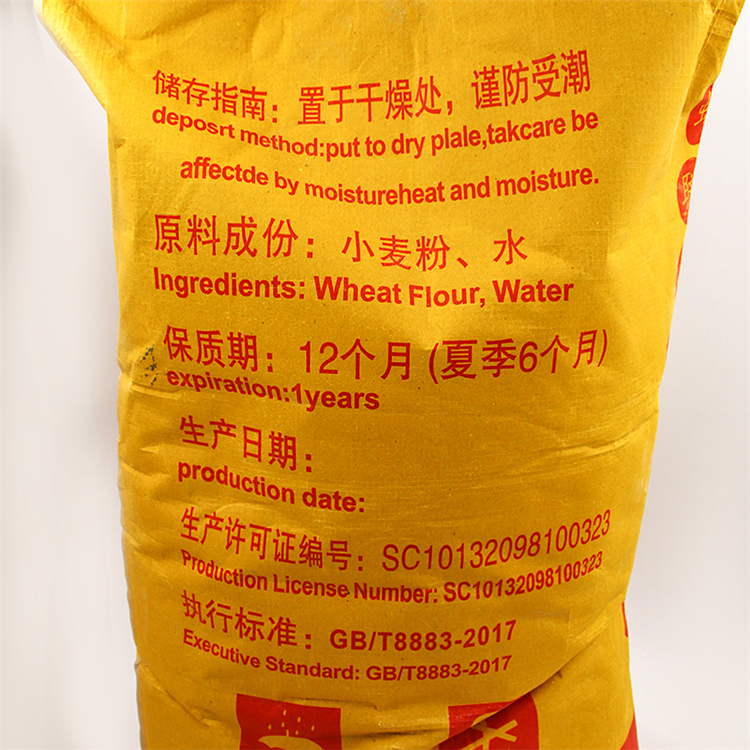 储存指南：置于干燥处，谨防受潮
deposrt method:put to dry plale,takcare be
affectde by moistureheat and moisture.
原料成份：小麦粉、水
Ingredients: Wheat Flour, Water
保质期：12个月(夏季6个月)
expiration:1years
生产日期：
production date:
生产许可证编号：SC10132098100323
Production License Number: SC10132098100323
执行标准：GB/T8883-2017
Executive Standard: GB/T8883-2017